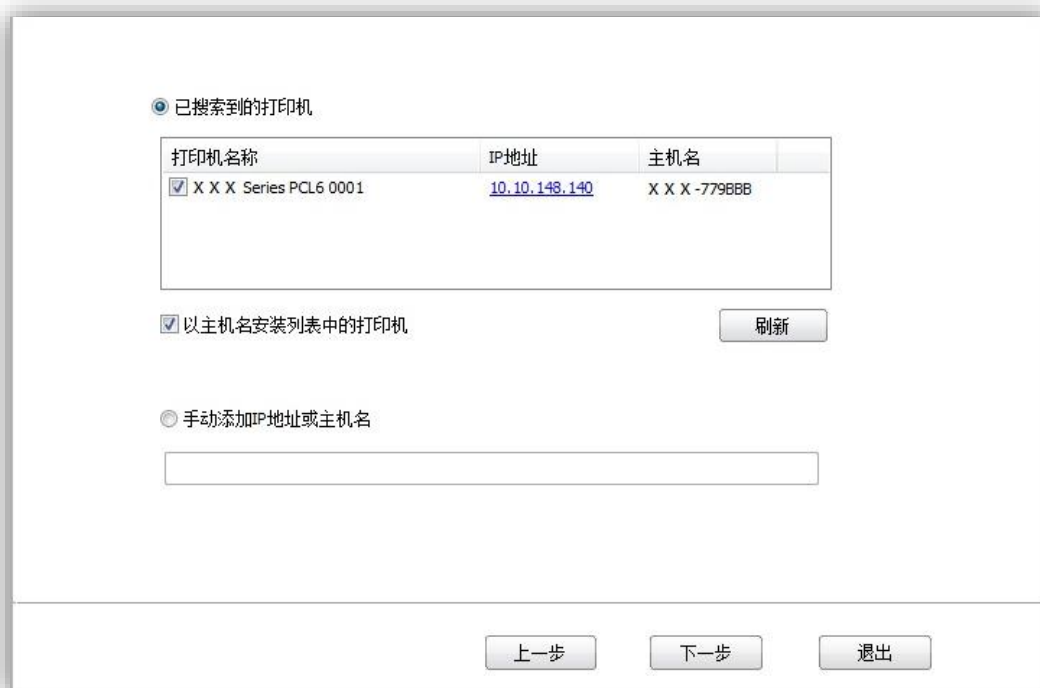 已搜索到的打印机
打印机名称 IP地址 主机名
X X X Series PCL6 0001 10.10.148.140 X X X -779BBB
以主机名安装列表中的打印机 刷新
手动添加IP地址或主机名
上一步 下一步 退出